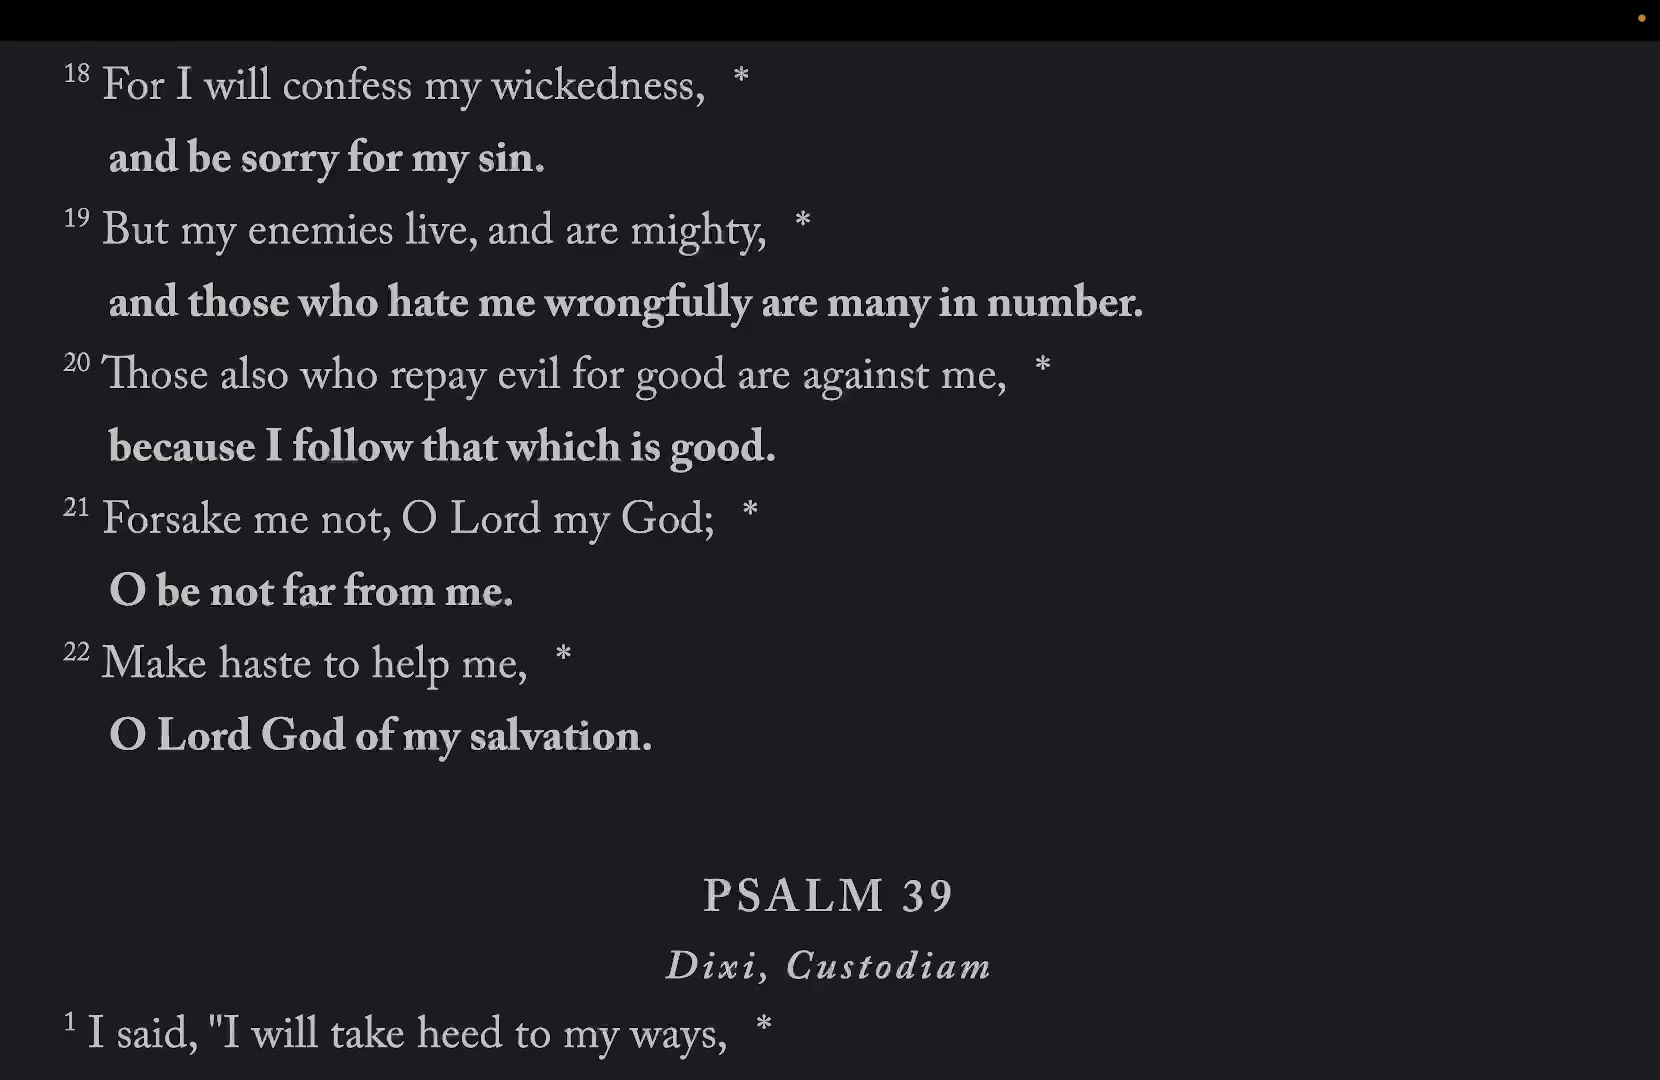 18 For I will confess my wickedness, *
and be sorry for my sin.
19 But my enemies live, and are mighty, *
and those who hate me wrongfully are many in number.
20 Those also who repay evil for good are against me, *
because I follow that which is good.
21 Forsake me not, O Lord my God; *
O be not far from me.
22 Make haste to help me, *
O Lord God of my salvation.
PSALM 39
Dixi, Custodiam
1 I said, "I will take heed to my ways, *